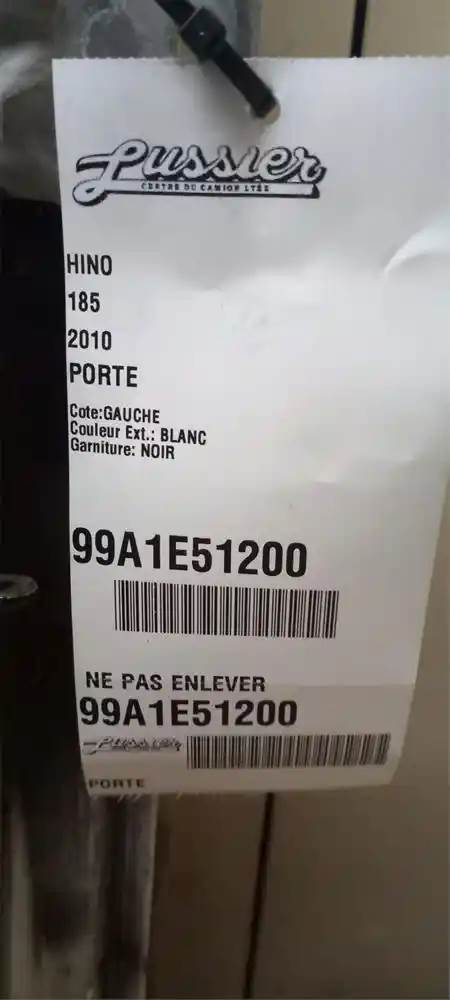 Lussier
CENTRE DU CAMION LTÉE
HINO
185
2010
PORTE
Cote:GAUCHE
Couleur Ext.: BLANC
Garniture: NOIR
99A1E51200
NE PAS ENLEVER
99A1E51200
Lussier
PORTE